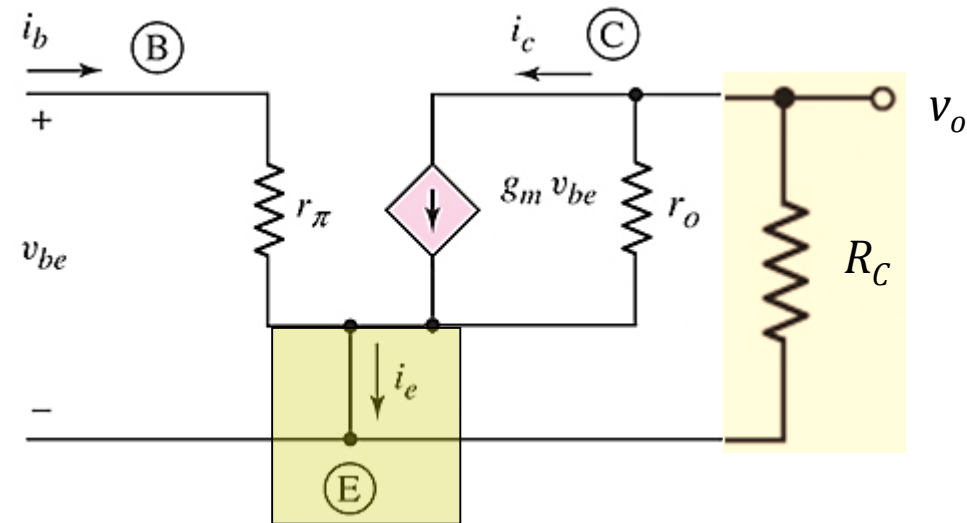 i_b B i_c C
+ v_o
g_m v_be
r_π r_o
v_be R_C
i_e
−
E